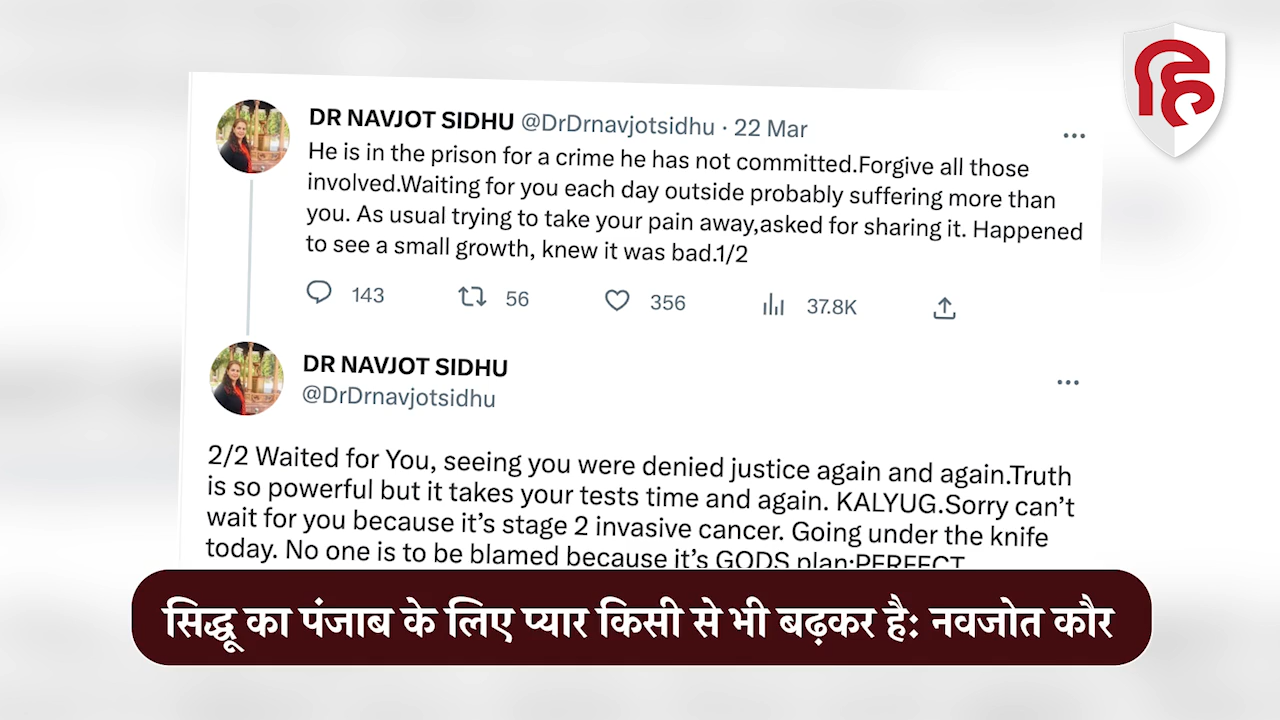 हि
DR NAVJOT SIDHU @DrDrnavjotsidhu · 22 Mar
He is in the prison for a crime he has not committed.Forgive all those
involved.Waiting for you each day outside probably suffering more than
you. As usual trying to take your pain away,asked for sharing it. Happened
to see a small growth, knew it was bad.1/2
143 56 356 37.8K
DR NAVJOT SIDHU
@DrDrnavjotsidhu
2/2 Waited for You, seeing you were denied justice again and again.Truth
is so powerful but it takes your tests time and again. KALYUG.Sorry can’t
wait for you because it’s stage 2 invasive cancer. Going under the knife
today. No one is to be blamed because it’s GODS plan:PERFECT
सिद्धू का पंजाब के लिए प्यार किसी से भी बढ़कर है: नवजोत कौर